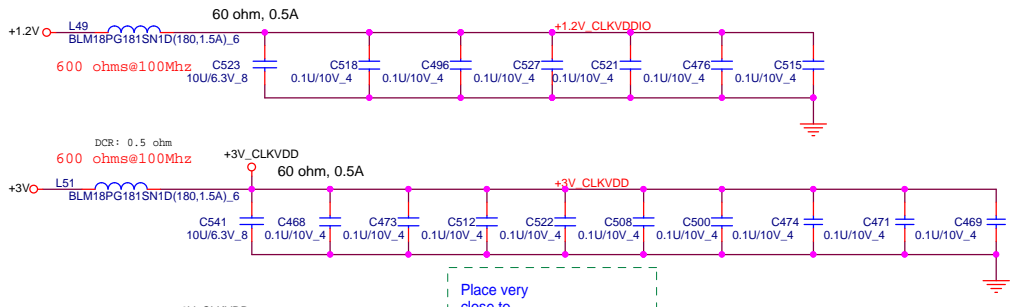 60 ohm, 0.5A
+1.2V
L49
BLM18PG181SN1D(180,1.5A)_6
+1.2V_CLKVDDIO
600 ohms@100Mhz
C523
10U/6.3V_8
C518
0.1U/10V_4
C496
0.1U/10V_4
C527
0.1U/10V_4
C521
0.1U/10V_4
C476
0.1U/10V_4
C515
0.1U/10V_4
DCR: 0.5 ohm
600 ohms@100Mhz
+3V_CLKVDD
60 ohm, 0.5A
+3V
L51
BLM18PG181SN1D(180,1.5A)_6
+3V_CLKVDD
C541
10U/6.3V_8
C468
0.1U/10V_4
C473
0.1U/10V_4
C512
0.1U/10V_4
C522
0.1U/10V_4
C508
0.1U/10V_4
C500
0.1U/10V_4
C474
0.1U/10V_4
C471
0.1U/10V_4
C469
0.1U/10V_4
Place very
close to